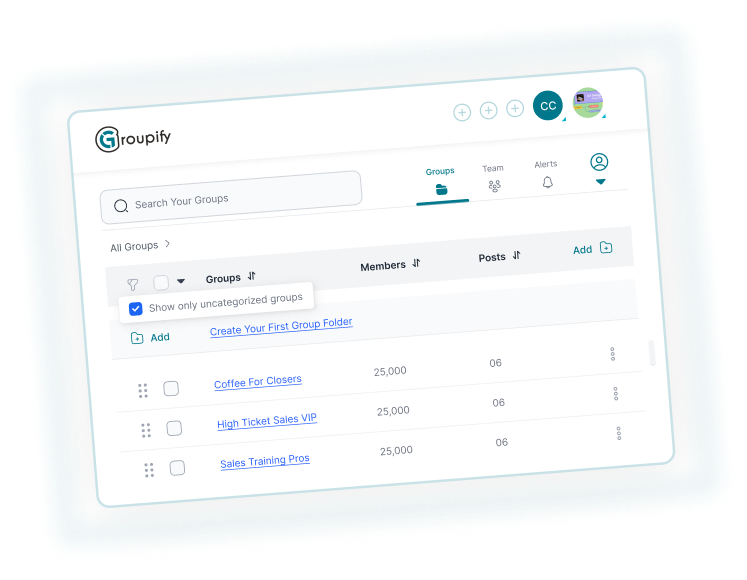 CC
Groupify
Groups Team Alerts
Search Your Groups
All Groups
Groups Members Posts Add
Show only uncategorized groups
Add Create Your First Group Folder
Coffee For Closers 25,000 06
High Ticket Sales VIP 25,000 06
Sales Training Pros 25,000 06